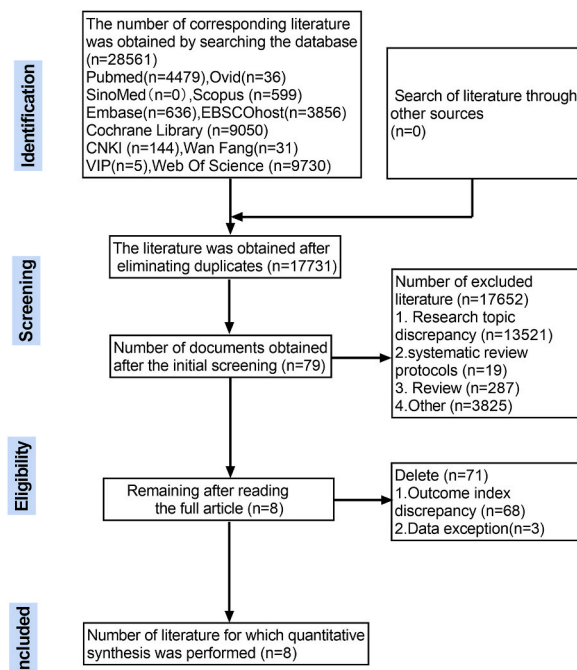 Identification
The number of corresponding literature
was obtained by searching the database
(n=28561)
Pubmed(n=4479),Ovid(n=36)
SinoMed(n=0),Scopus (n=599)
Embase(n=636),EBSCOhost(n=3856)
Cochrane Library (n=9050)
CNKI (n=144),Wan Fang(n=31)
VIP(n=5),Web Of Science (n=9730)
Search of literature through
other sources
(n=0)
Screening
The literature was obtained after
eliminating duplicates (n=17731)
Number of documents obtained
after the initial screening (n=79)
Number of excluded
literature (n=17652)
1. Research topic
discrepancy (n=13521)
2.systematic review
protocols (n=19)
3. Review (n=287)
4.Other (n=3825)
Eligibility
Remaining after reading
the full article (n=8)
Delete (n=71)
1.Outcome index
discrepancy (n=68)
2.Data exception(n=3)
ncluded
Number of literature for which quantitative
synthesis was performed (n=8)